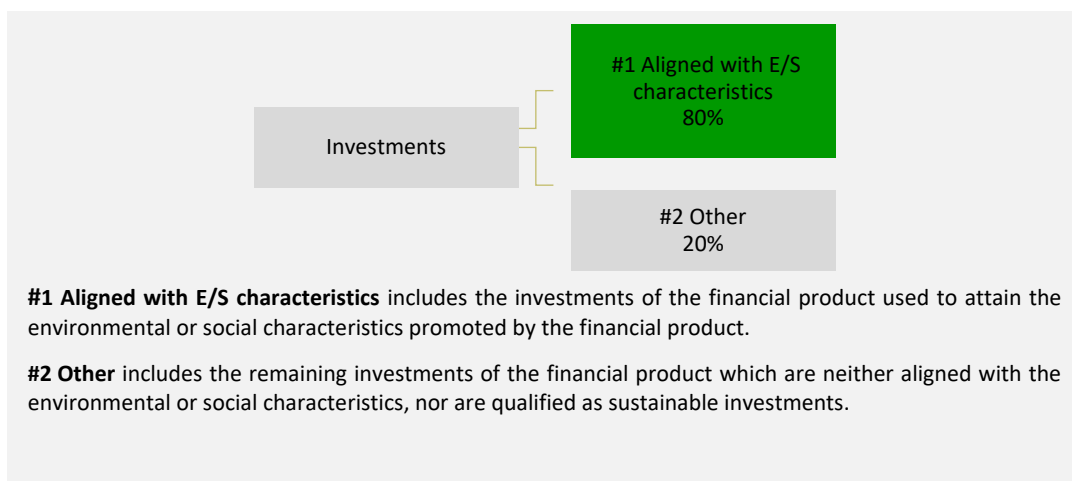 #1 Aligned with E/S
characteristics
80%
Investments
#2 Other
20%
#1 Aligned with E/S characteristics includes the investments of the financial product used to attain the
environmental or social characteristics promoted by the financial product.
#2 Other includes the remaining investments of the financial product which are neither aligned with the
environmental or social characteristics, nor are qualified as sustainable investments.